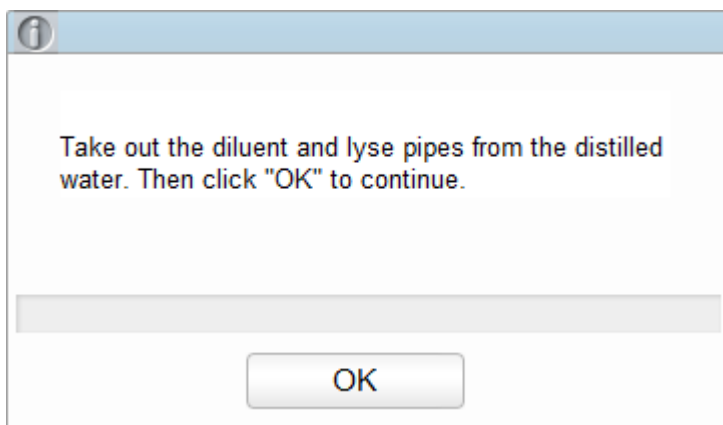 Take out the diluent and lyse pipes from the distilled
water. Then click "OK" to continue.
OK